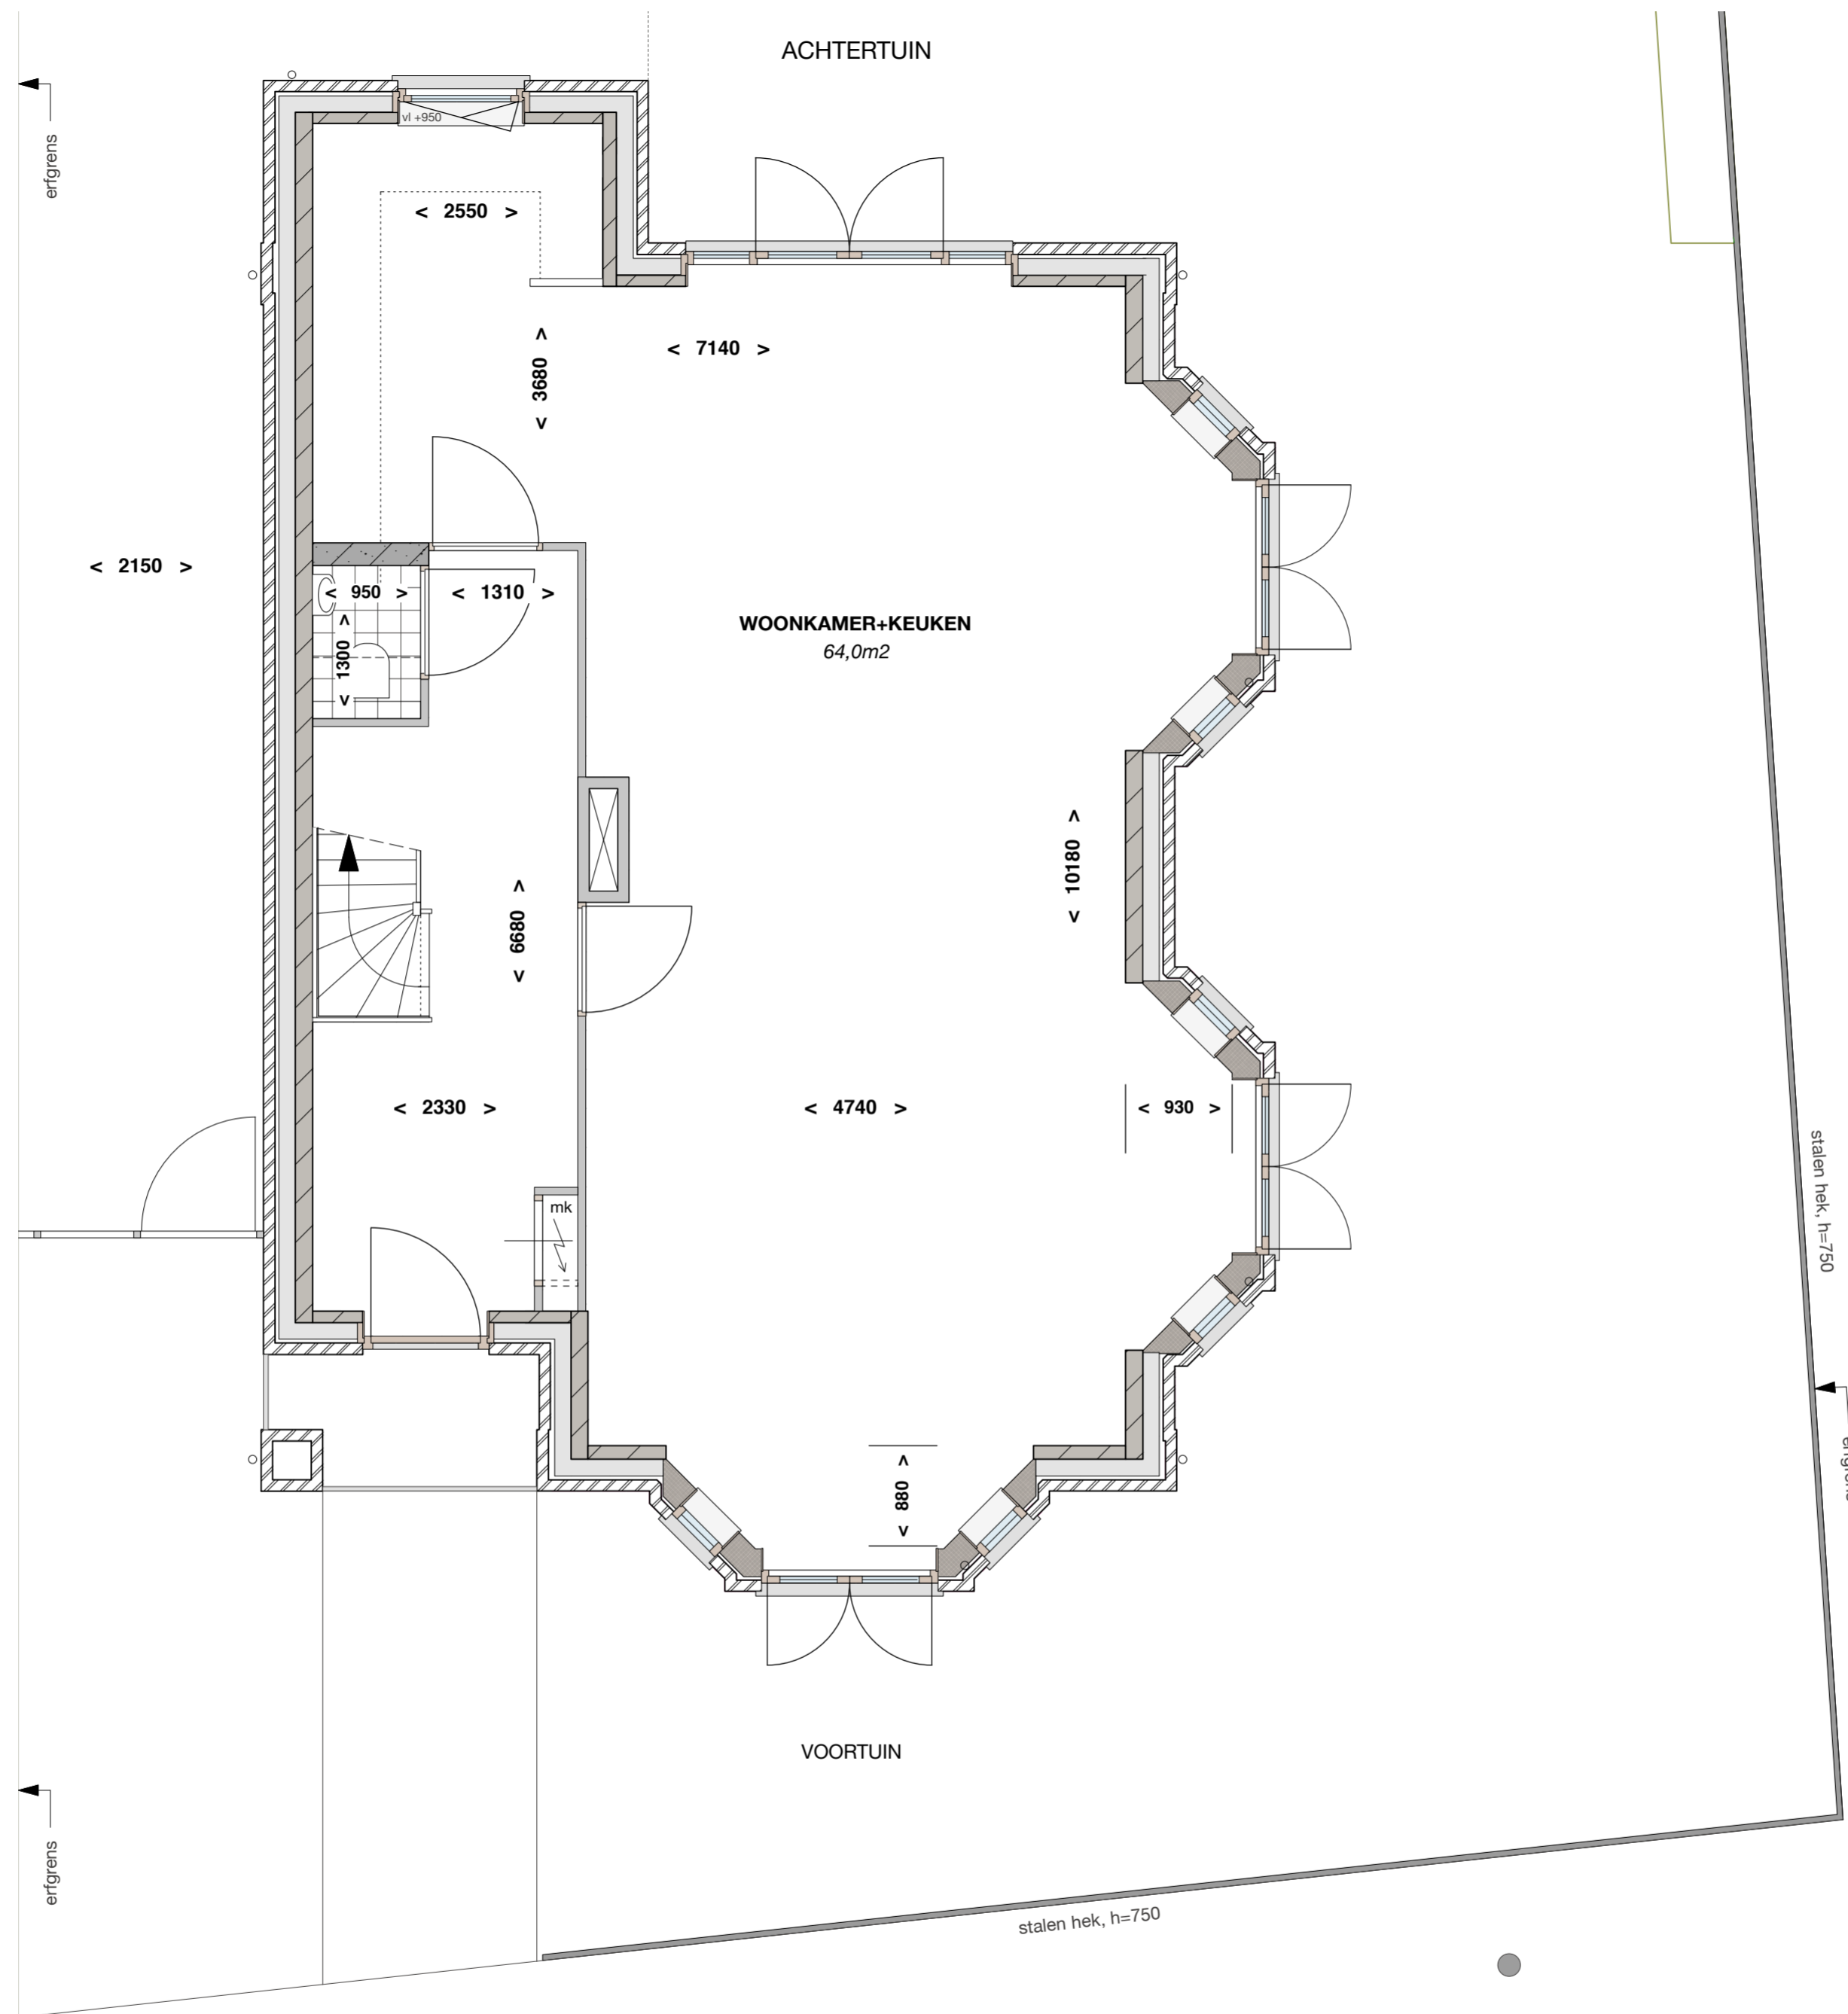 ACHTERTUIN
erfgrens
vl +950
< 2550 >
< 7140 >
< 3680 >
< 2150 >
< 950 >
< 1310 >
< 1300 >
WOONKAMER+KEUKEN
64,0m2
< 10180 >
< 6680 >
< 2330 >
< 4740 >
< 930 >
mk
stalen hek, h=750
< 880 >
VOORTUIN
erfgrens
stalen hek, h=750